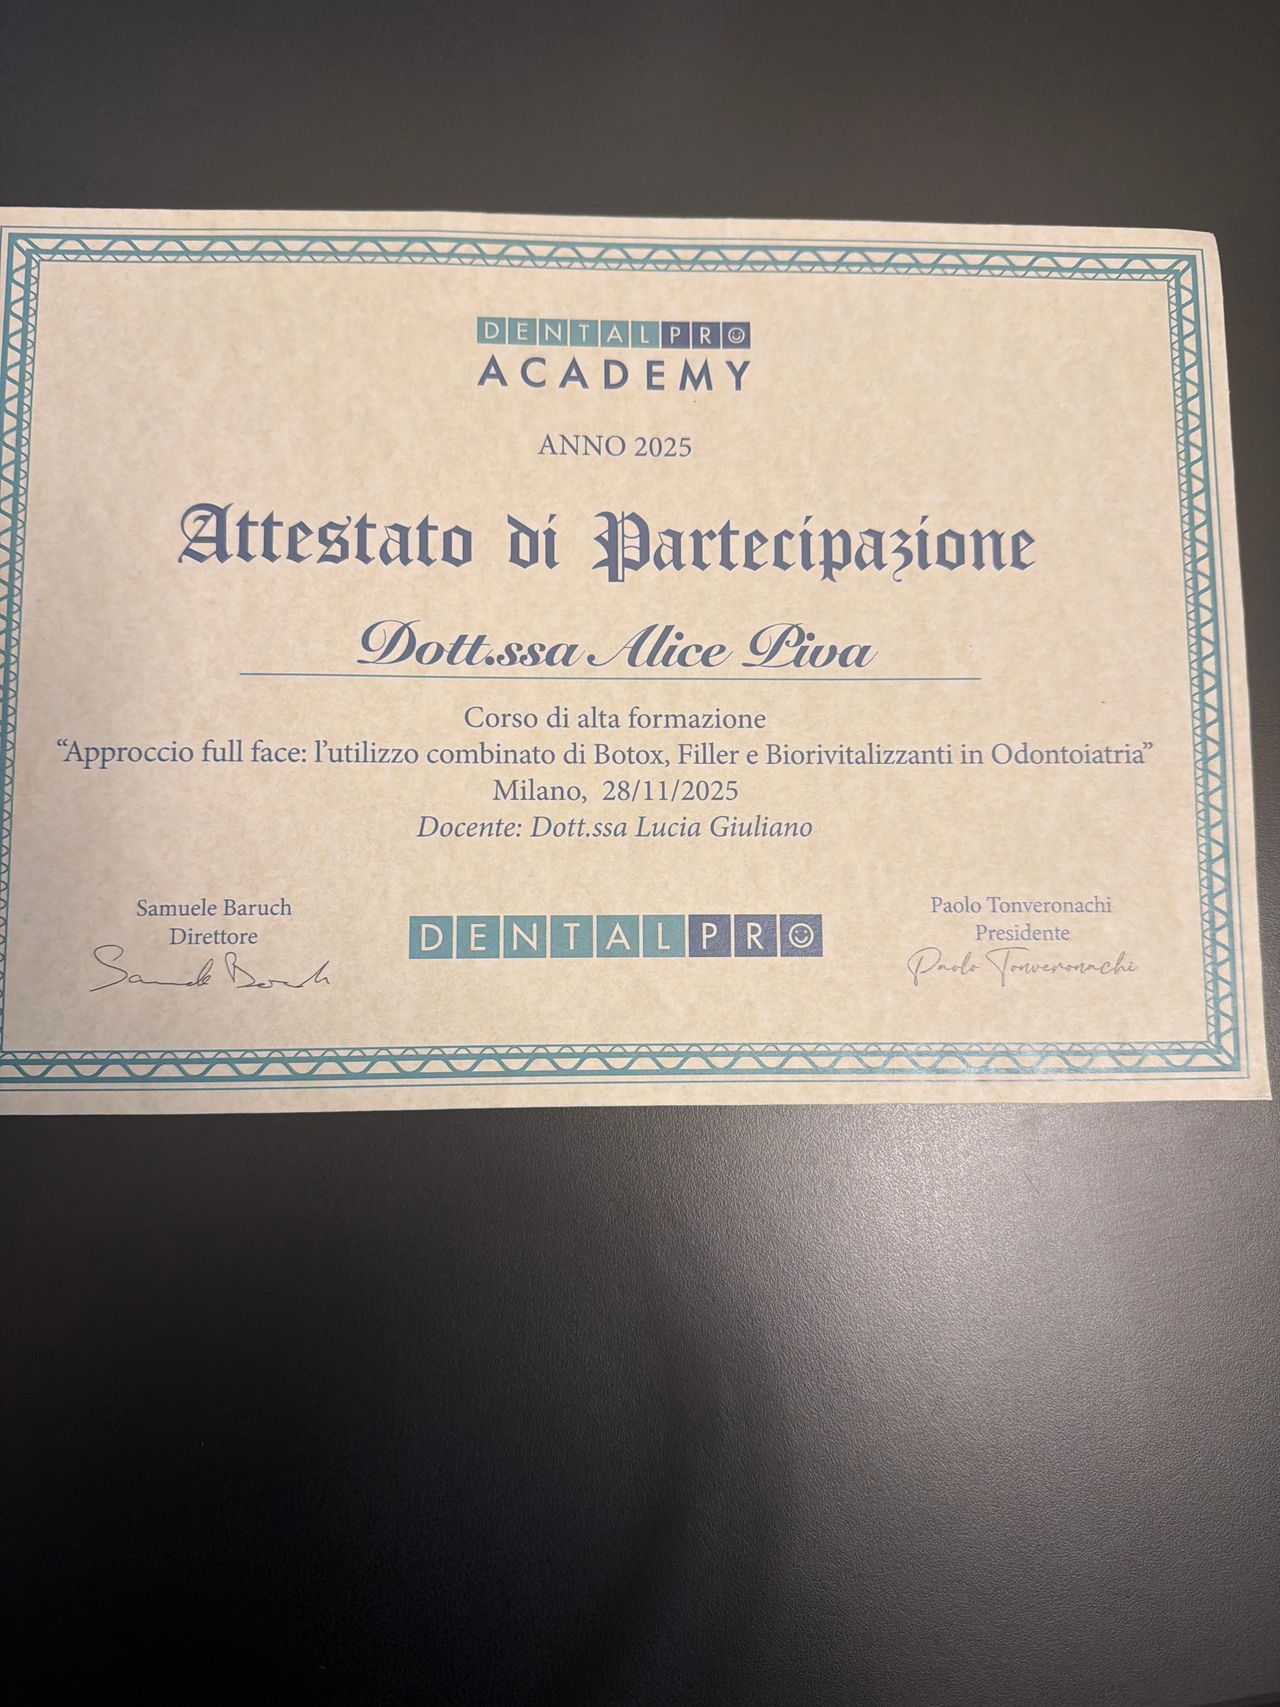 DENTALPRO
ACADEMY
ANNO 2025
Attestato di Partecipazione
Dott.ssa Alice Piva
Corso di alta formazione
“Approccio full face: l’utilizzo combinato di Botox, Filler e Biorivitalizzanti in Odontoiatria”
Milano, 28/11/2025
Docente: Dott.ssa Lucia Giuliano
Samuele Baruch
Direttore
Samuele Baruch
DENTALPRO
Paolo Tonveronachi
Presidente
Paolo Tonveronachi